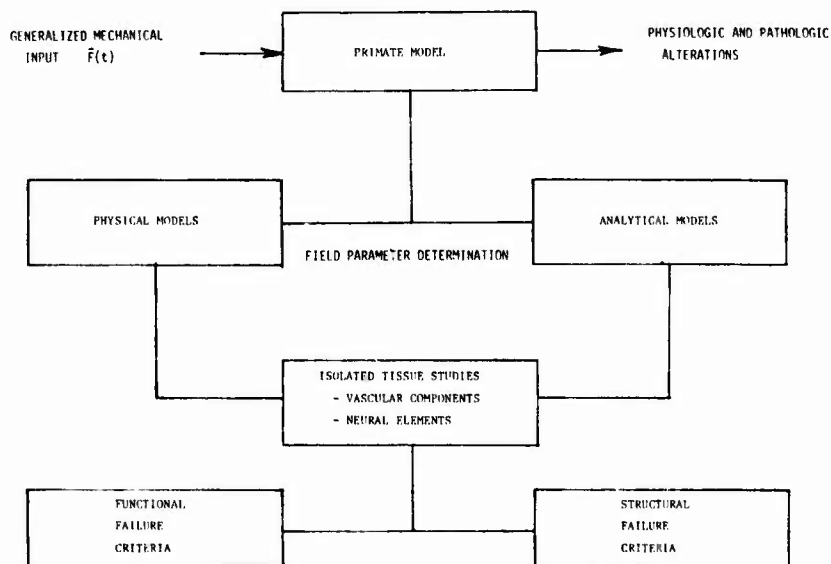 GENERALIZED MECHANICAL
INPUT F̄(t)
PRIMATE MODEL
PHYSIOLOGIC AND PATHOLOGIC
ALTERATIONS
PHYSICAL MODELS
ANALYTICAL MODELS
FIELD PARAMETER DETERMINATION
ISOLATED TISSUE STUDIES
- VASCULAR COMPONENTS
- NEURAL ELEMENTS
FUNCTIONAL
FAILURE
CRITERIA
STRUCTURAL
FAILURE
CRITERIA